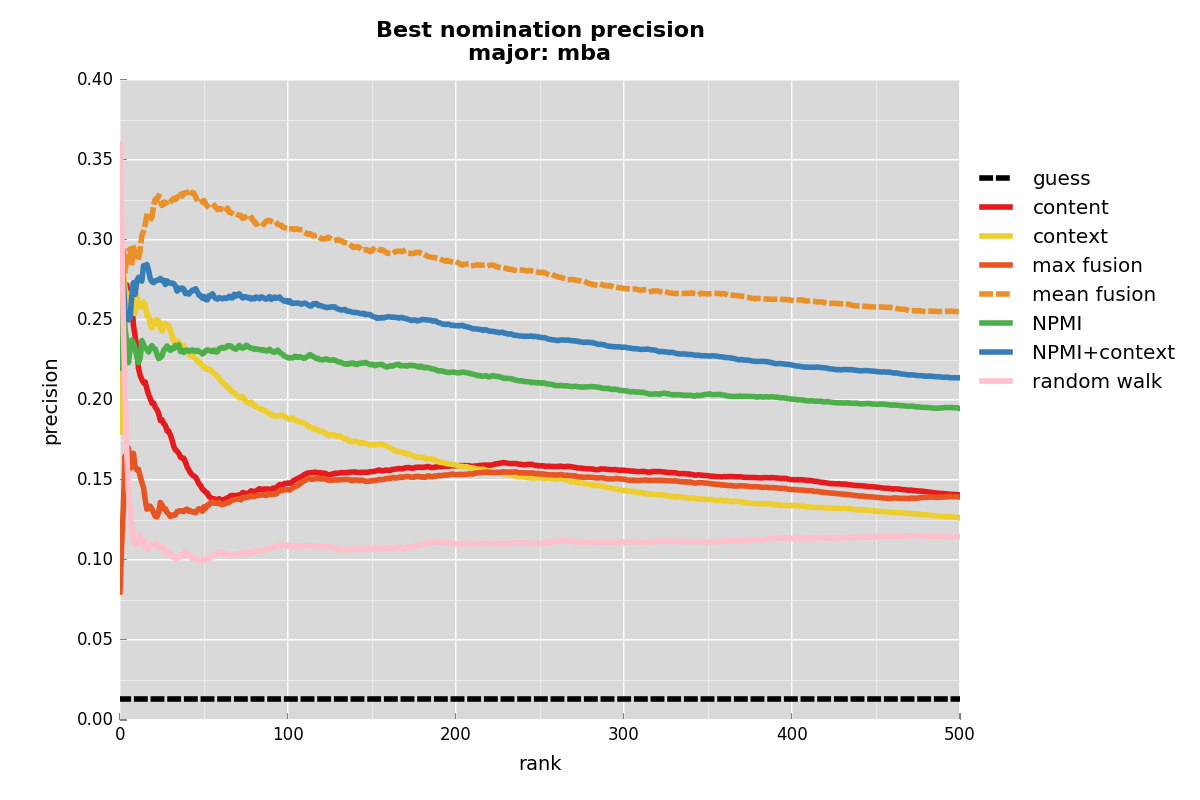 Best nomination precision
major: mba
0.40
0.35
0.30
0.25
0.20
0.15
0.10
0.05
0.00
precision
0 100 200 300 400 500
rank
guess
content
context
max fusion
mean fusion
NPMI
NPMI+context
random walk